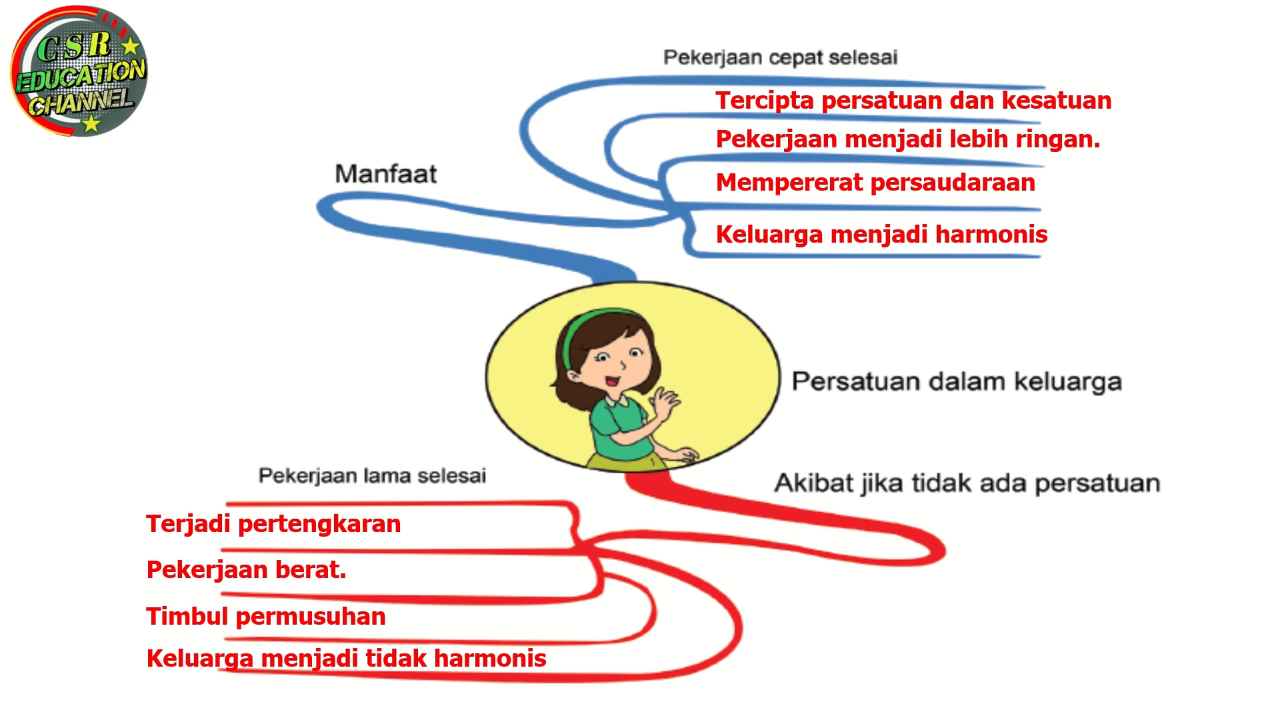 CSR
EDUCATION
CHANNEL
Pekerjaan cepat selesai
Tercipta persatuan dan kesatuan
Pekerjaan menjadi lebih ringan.
Mempererat persaudaraan
Keluarga menjadi harmonis
Manfaat
Persatuan dalam keluarga
Akibat jika tidak ada persatuan
Pekerjaan lama selesai
Terjadi pertengkaran
Pekerjaan berat.
Timbul permusuhan
Keluarga menjadi tidak harmonis